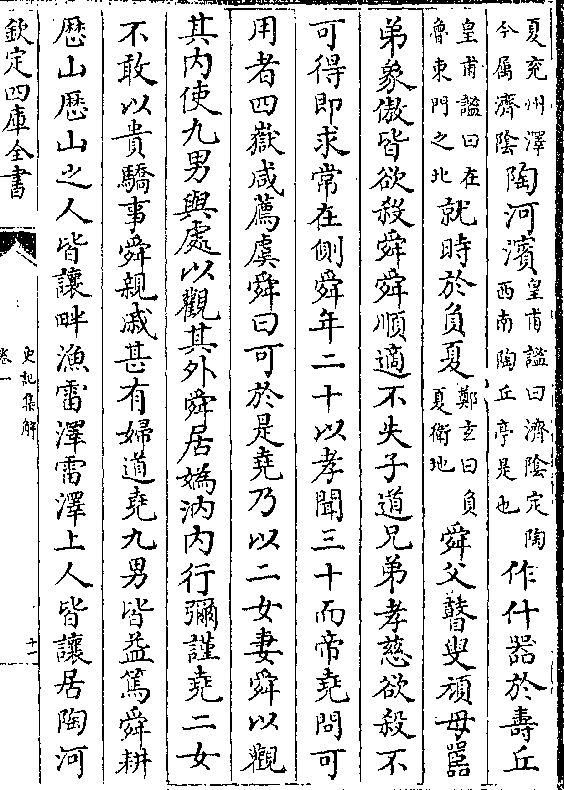 夏兖州澤今属濟陰陶河濱皇甫謐曰濟陰定陶西南陶丘亭是也作什器於壽丘
皇甫謐曰在魯東門之北就時於負夏鄭玄曰負夏衛地舜父瞽叟頑母嚚
弟象傲皆欲殺舜舜順適不失子道兄弟孝慈欲殺不
可得即求常在側舜年二十以孝聞三十而帝堯問可
用者四嶽咸薦虞舜曰可於是堯乃以二女妻舜以觀
其内使九男與處以觀其外舜居媯汭内行彌謹堯二女
不敢以貴驕事舜親戚甚有婦道堯九男皆益篤舜耕
歴山歴山之人皆讓畔漁雷澤雷澤上人皆讓居陶河
欽定四庫全書
史記集解
卷一
十一